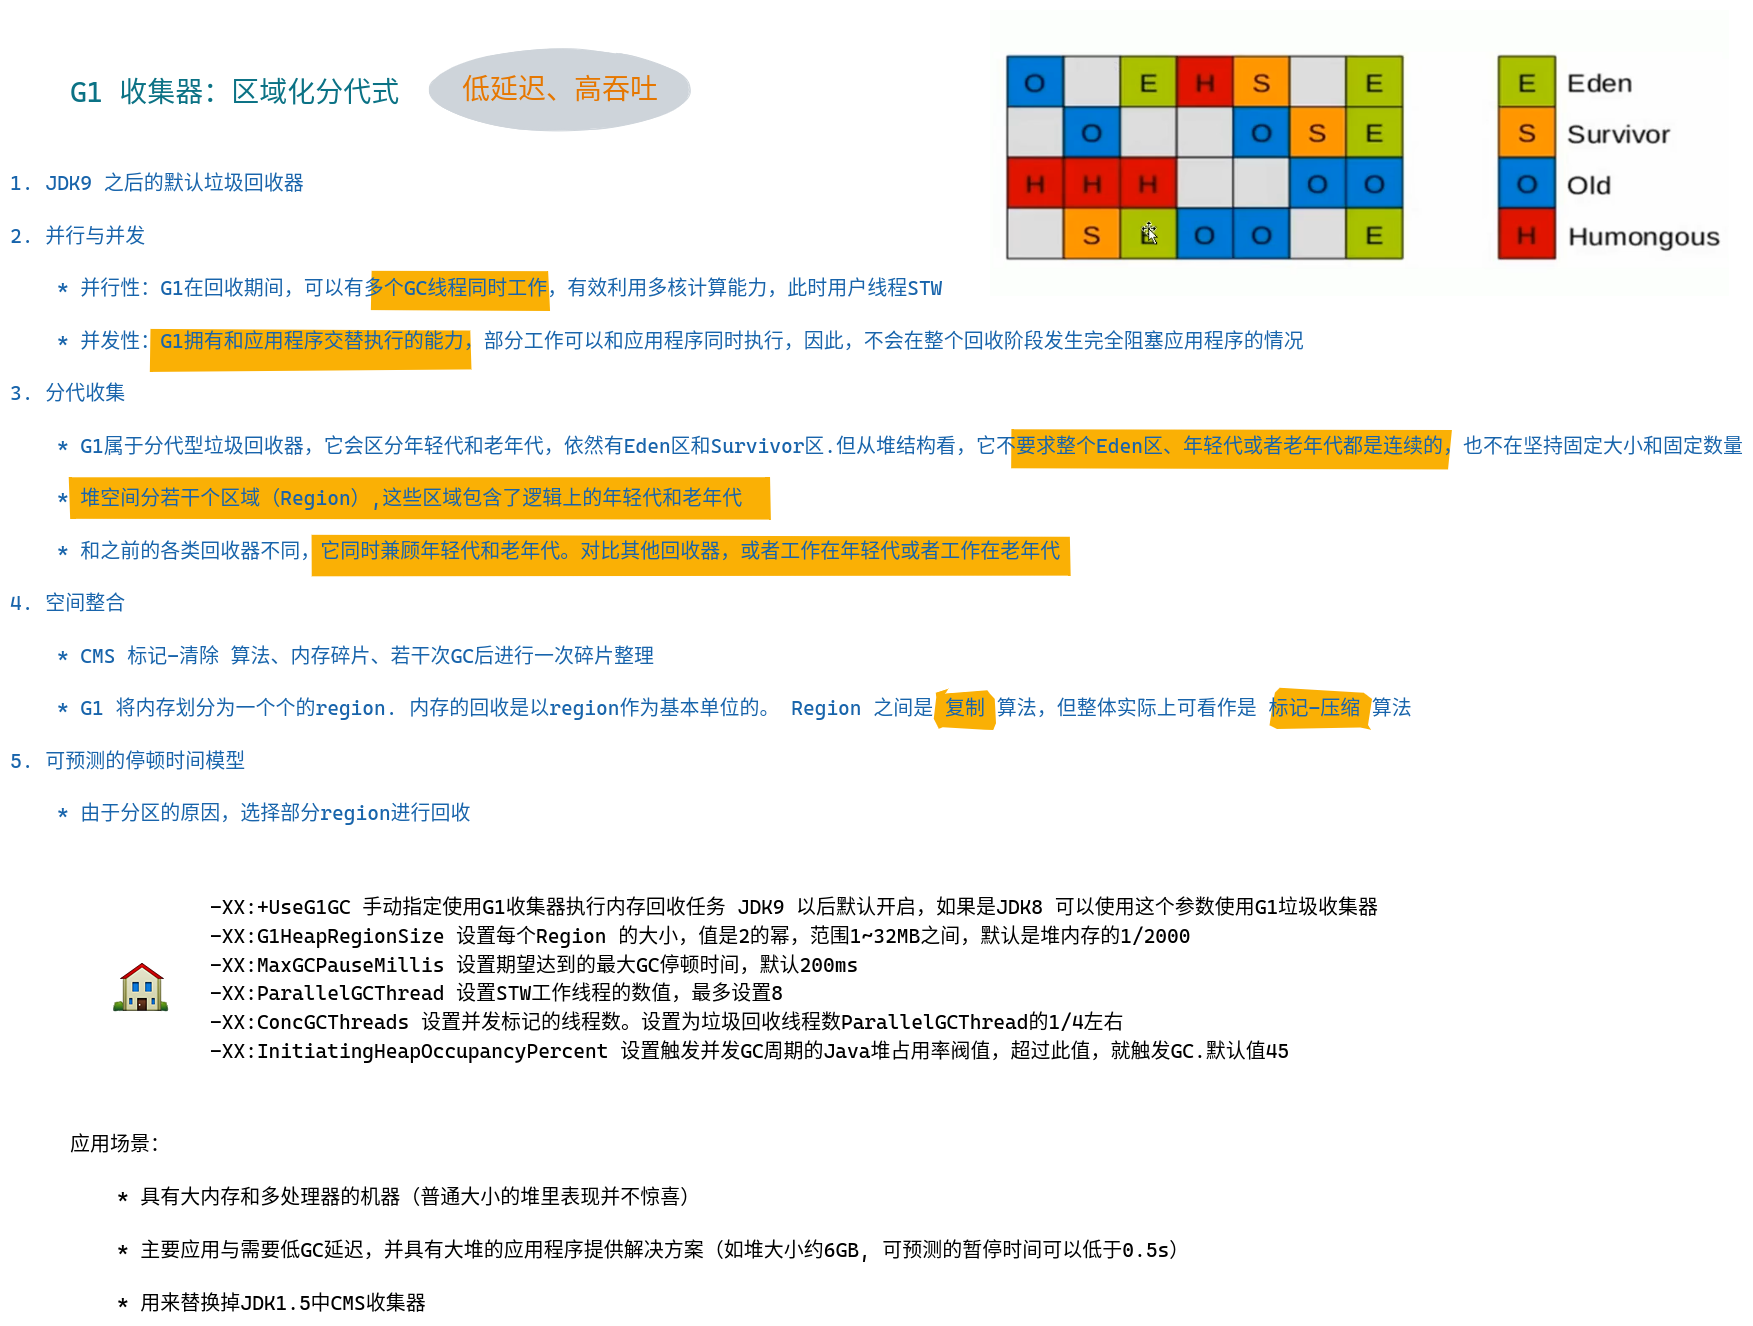 G1 收集器：区域化分代式
低延迟、高吞吐
O E H S E
O O S E
H H H O O
S E O O E
E Eden
S Survivor
O Old
H Humongous
1. JDK9 之后的默认垃圾回收器
2. 并行与并发
* 并行性：G1在回收期间，可以有多个GC线程同时工作，有效利用多核计算能力，此时用户线程STW
* 并发性：G1拥有和应用程序交替执行的能力，部分工作可以和应用程序同时执行，因此，不会在整个回收阶段发生完全阻塞应用程序的情况
3. 分代收集
* G1属于分代型垃圾回收器，它会区分年轻代和老年代，依然有Eden区和Survivor区.但从堆结构看，它不要求整个Eden区、年轻代或者老年代都是连续的，也不在坚持固定大小和固定数量
* 堆空间分若干个区域（Region）,这些区域包含了逻辑上的年轻代和老年代
* 和之前的各类回收器不同，它同时兼顾年轻代和老年代。对比其他回收器，或者工作在年轻代或者工作在老年代
4. 空间整合
* CMS 标记-清除 算法、内存碎片、若干次GC后进行一次碎片整理
* G1 将内存划分为一个个的region. 内存的回收是以region作为基本单位的。 Region 之间是 复制 算法，但整体实际上可看作是 标记-压缩 算法
5. 可预测的停顿时间模型
* 由于分区的原因，选择部分region进行回收
-XX:+UseG1GC 手动指定使用G1收集器执行内存回收任务 JDK9 以后默认开启，如果是JDK8 可以使用这个参数使用G1垃圾收集器
-XX:G1HeapRegionSize 设置每个Region 的大小，值是2的幂，范围1~32MB之间，默认是堆内存的1/2000
-XX:MaxGCPauseMillis 设置期望达到的最大GC停顿时间，默认200ms
-XX:ParallelGCThread 设置STW工作线程的数值，最多设置8
-XX:ConcGCThreads 设置并发标记的线程数。设置为垃圾回收线程数ParallelGCThread的1/4左右
-XX:InitiatingHeapOccupancyPercent 设置触发并发GC周期的Java堆占用率阀值，超过此值，就触发GC.默认值45
应用场景：
* 具有大内存和多处理器的机器（普通大小的堆里表现并不惊喜）
* 主要应用与需要低GC延迟，并具有大堆的应用程序提供解决方案（如堆大小约6GB, 可预测的暂停时间可以低于0.5s）
* 用来替换掉JDK1.5中CMS收集器